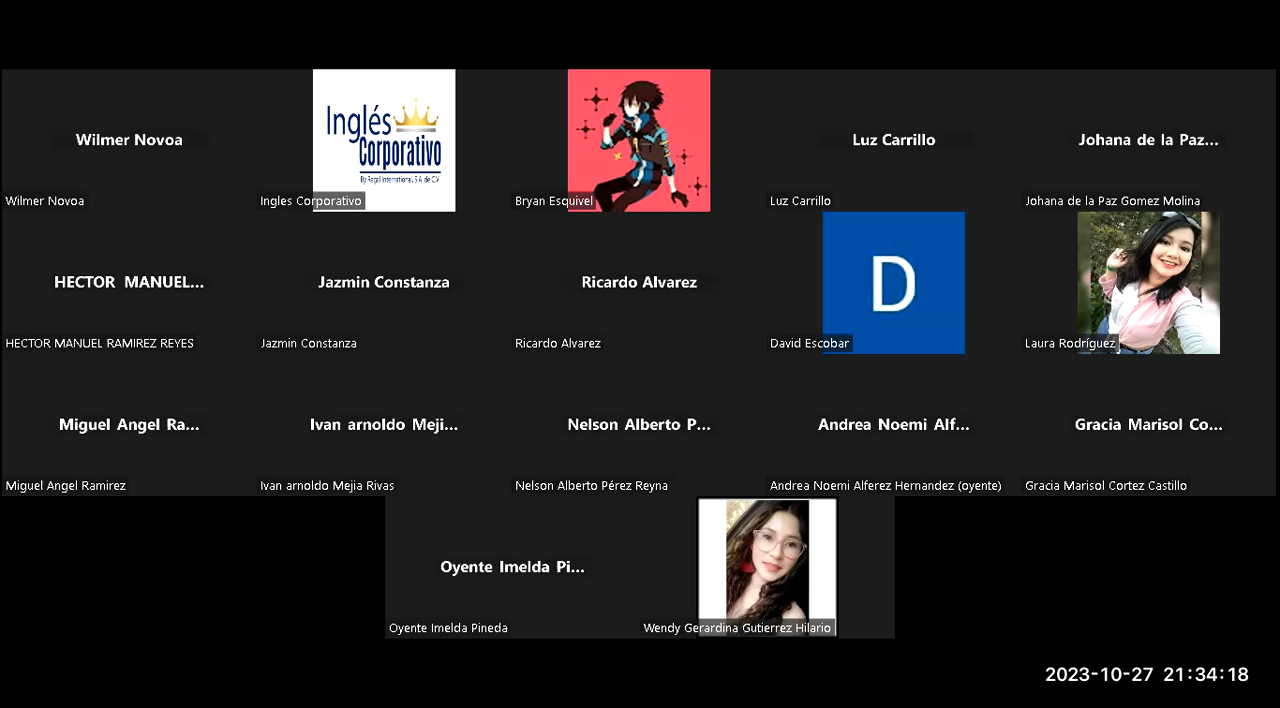 Wilmer Novoa
Inglés
Corporativo
By Regal International, S.A. de C.V
Luz Carrillo
Johana de la Paz...
Wilmer Novoa
Ingles Corporativo
Bryan Esquivel
Luz Carrillo
Johana de la Paz Gomez Molina
HECTOR MANUEL...
Jazmin Constanza
Ricardo Alvarez
D
HECTOR MANUEL RAMIREZ REYES
Jazmin Constanza
Ricardo Alvarez
David Escobar
Laura Rodríguez
Miguel Angel Ra...
Ivan arnoldo Meji...
Nelson Alberto P...
Andrea Noemi Alf...
Gracia Marisol Co...
Miguel Angel Ramirez
Ivan arnoldo Mejia Rivas
Nelson Alberto Pérez Reyna
Andrea Noemi Alferez Hernandez (oyente)
Gracia Marisol Cortez Castillo
Oyente Imelda Pi...
Oyente Imelda Pineda
Wendy Gerardina Gutierrez Hilario
2023-10-27 21:34:18